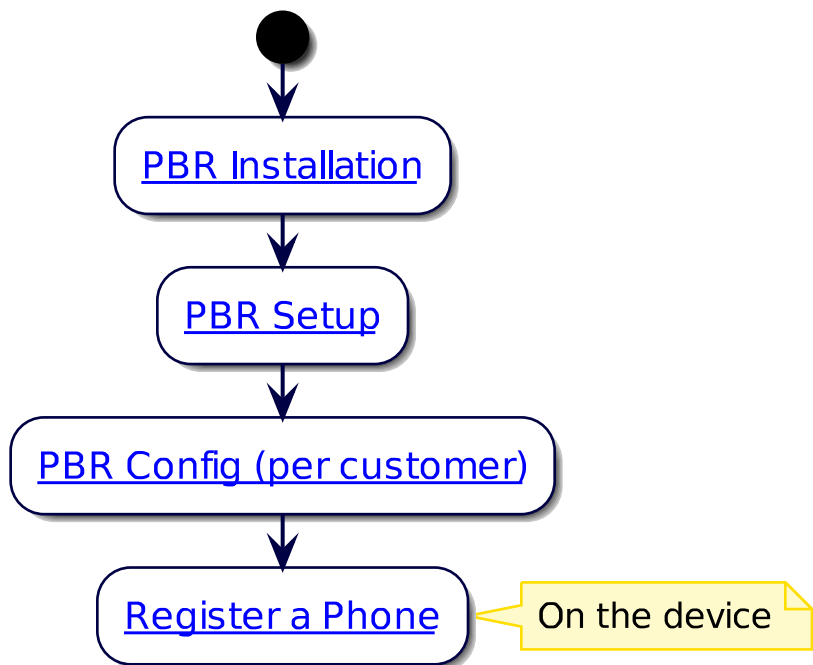 PBR Installation
PBR Setup
PBR Config (per customer)
Register a Phone
On the device